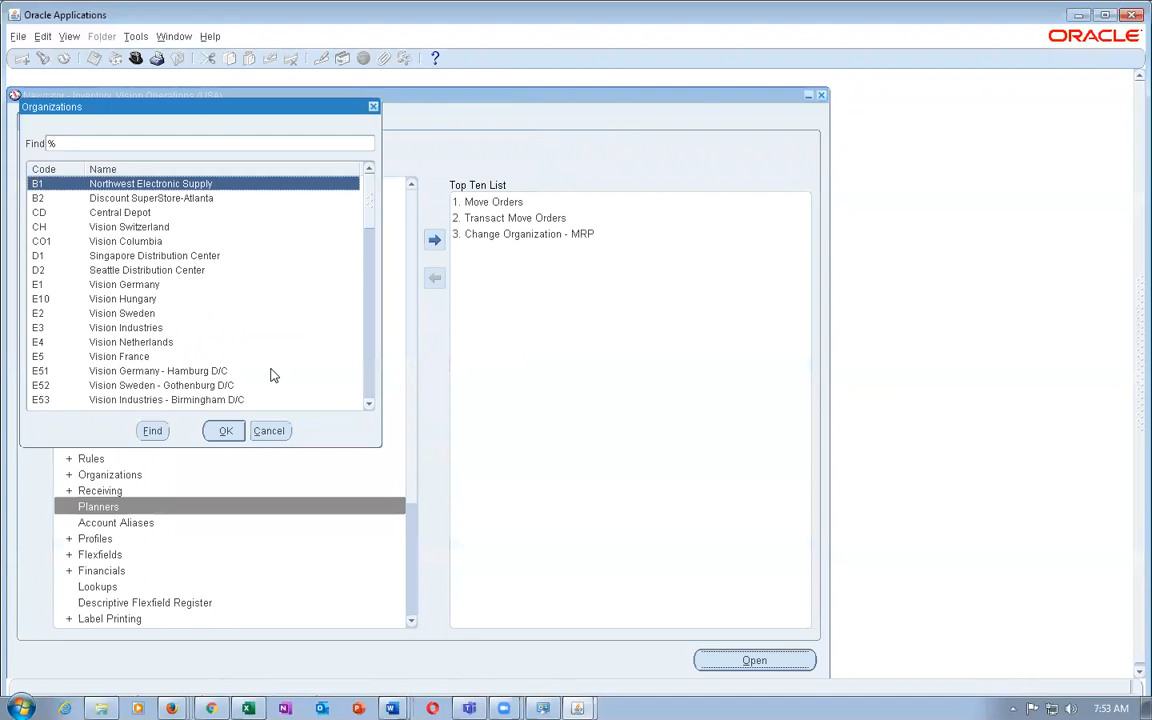 Oracle Applications
File Edit View Folder Tools Window Help
ORACLE
Navigator - Inventory, Vision Operations (USA)
Organizations
Find %
Code Name
B1 Northwest Electronic Supply
B2 Discount SuperStore-Atlanta
CD Central Depot
CH Vision Switzerland
CO1 Vision Columbia
D1 Singapore Distribution Center
D2 Seattle Distribution Center
E1 Vision Germany
E10 Vision Hungary
E2 Vision Sweden
E3 Vision Industries
E4 Vision Netherlands
E5 Vision France
E51 Vision Germany - Hamburg D/C
E52 Vision Sweden - Gothenburg D/C
E53 Vision Industries - Birmingham D/C
Find OK Cancel
Top Ten List
1. Move Orders
2. Transact Move Orders
3. Change Organization - MRP
+ Rules
+ Organizations
+ Receiving
Planners
Account Aliases
+ Profiles
+ Flexfields
+ Financials
Lookups
Descriptive Flexfield Register
+ Label Printing
Open
7:53 AM